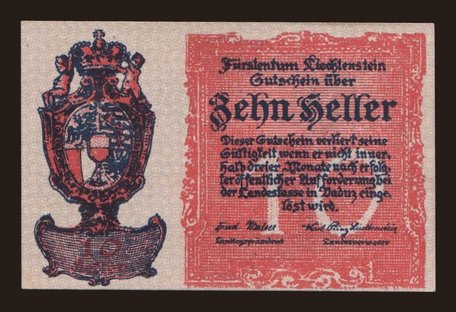 Fürstentum Liechtenstein
Gutschein über
Zehn Heller
Dieser Gutschein verliert seine
Gültigkeit wenn er nicht inner,
halb dreier Monate nach erfolg,
ter öffentlicher Aufforderung bei
der Landeskasse in Vaduz einge,
löst wird.
10
Landespräsident Landesverweser